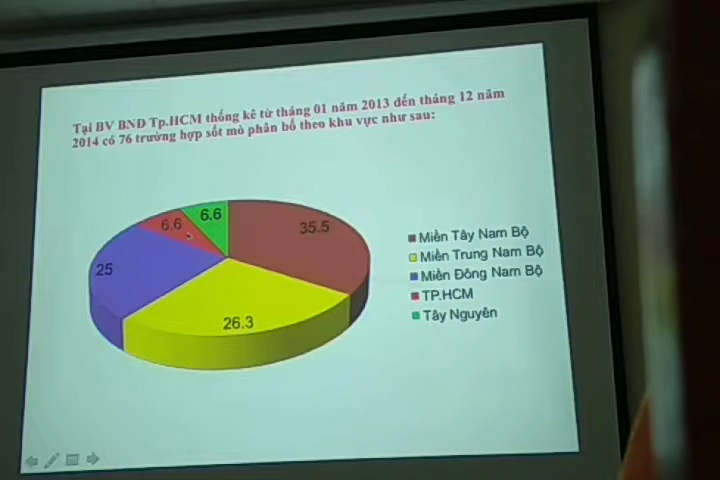 Tại BV BNĐ Tp.HCM thống kê từ tháng 01 năm 2013 đến tháng 12 năm
2014 có 76 trường hợp sốt mò phân bố theo khu vực như sau:
6.6
6.6
35.5
25
26.3
Miền Tây Nam Bộ
Miền Trung Nam Bộ
Miền Đông Nam Bộ
TP.HCM
Tây Nguyên